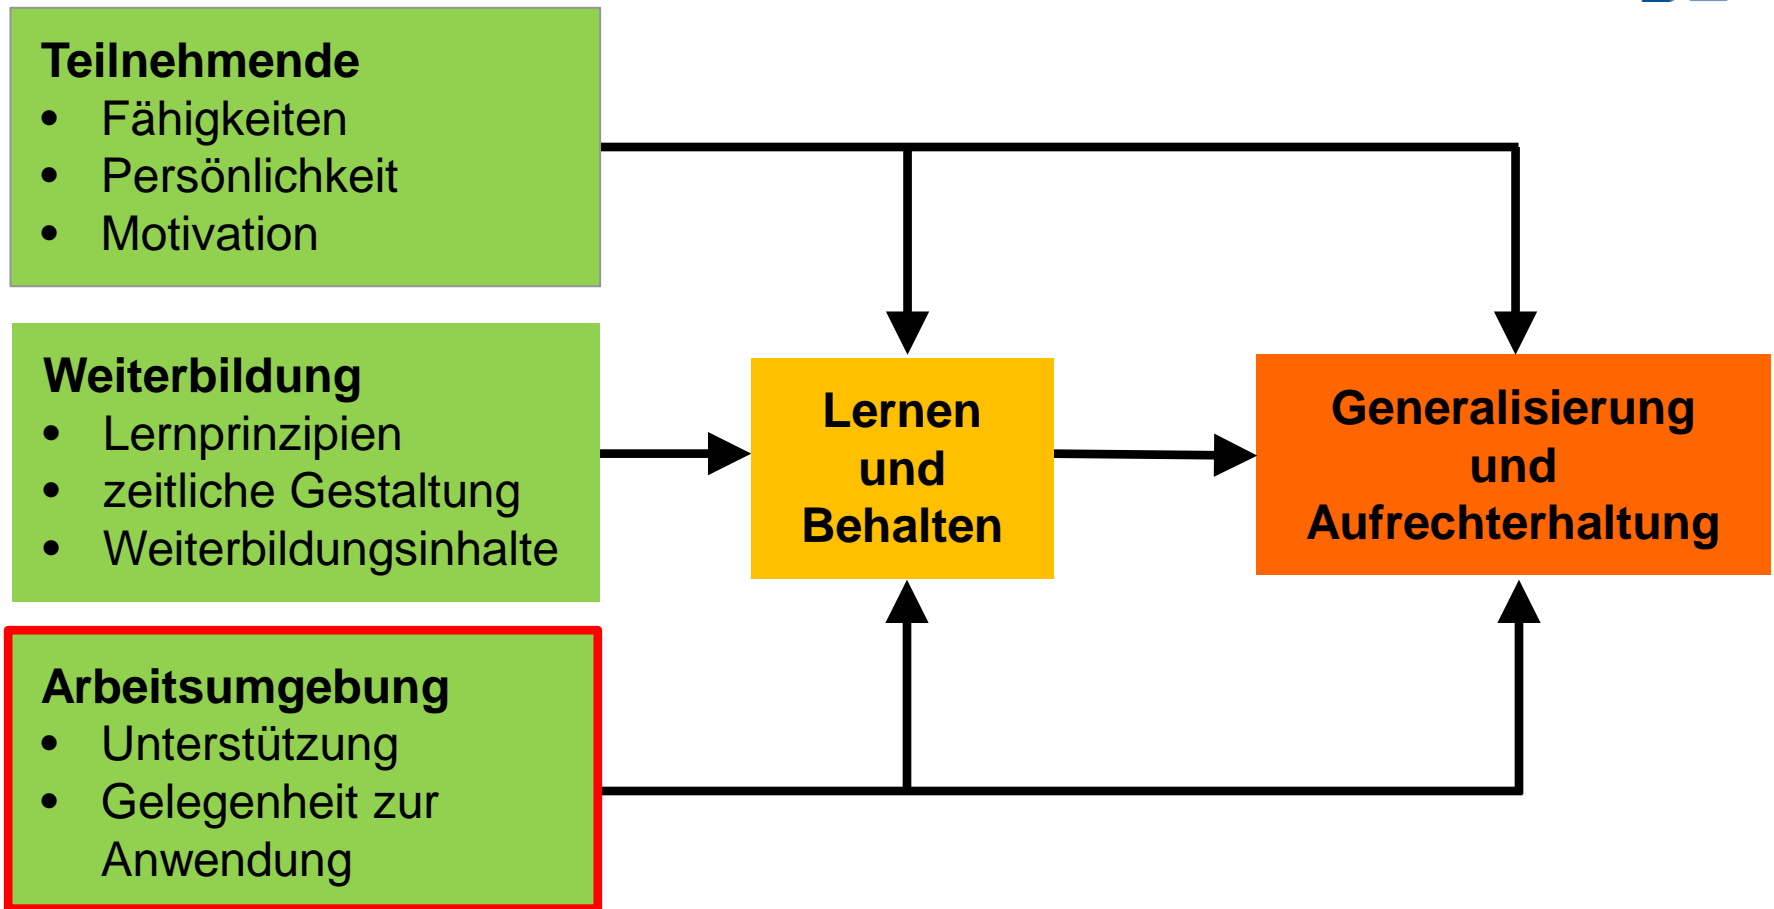 Teilnehmende
• Fähigkeiten
• Persönlichkeit
• Motivation
Weiterbildung
• Lernprinzipien
• zeitliche Gestaltung
• Weiterbildungsinhalte
Arbeitsumgebung
• Unterstützung
• Gelegenheit zur
Anwendung
Lernen
und
Behalten
Generalisierung
und
Aufrechterhaltung